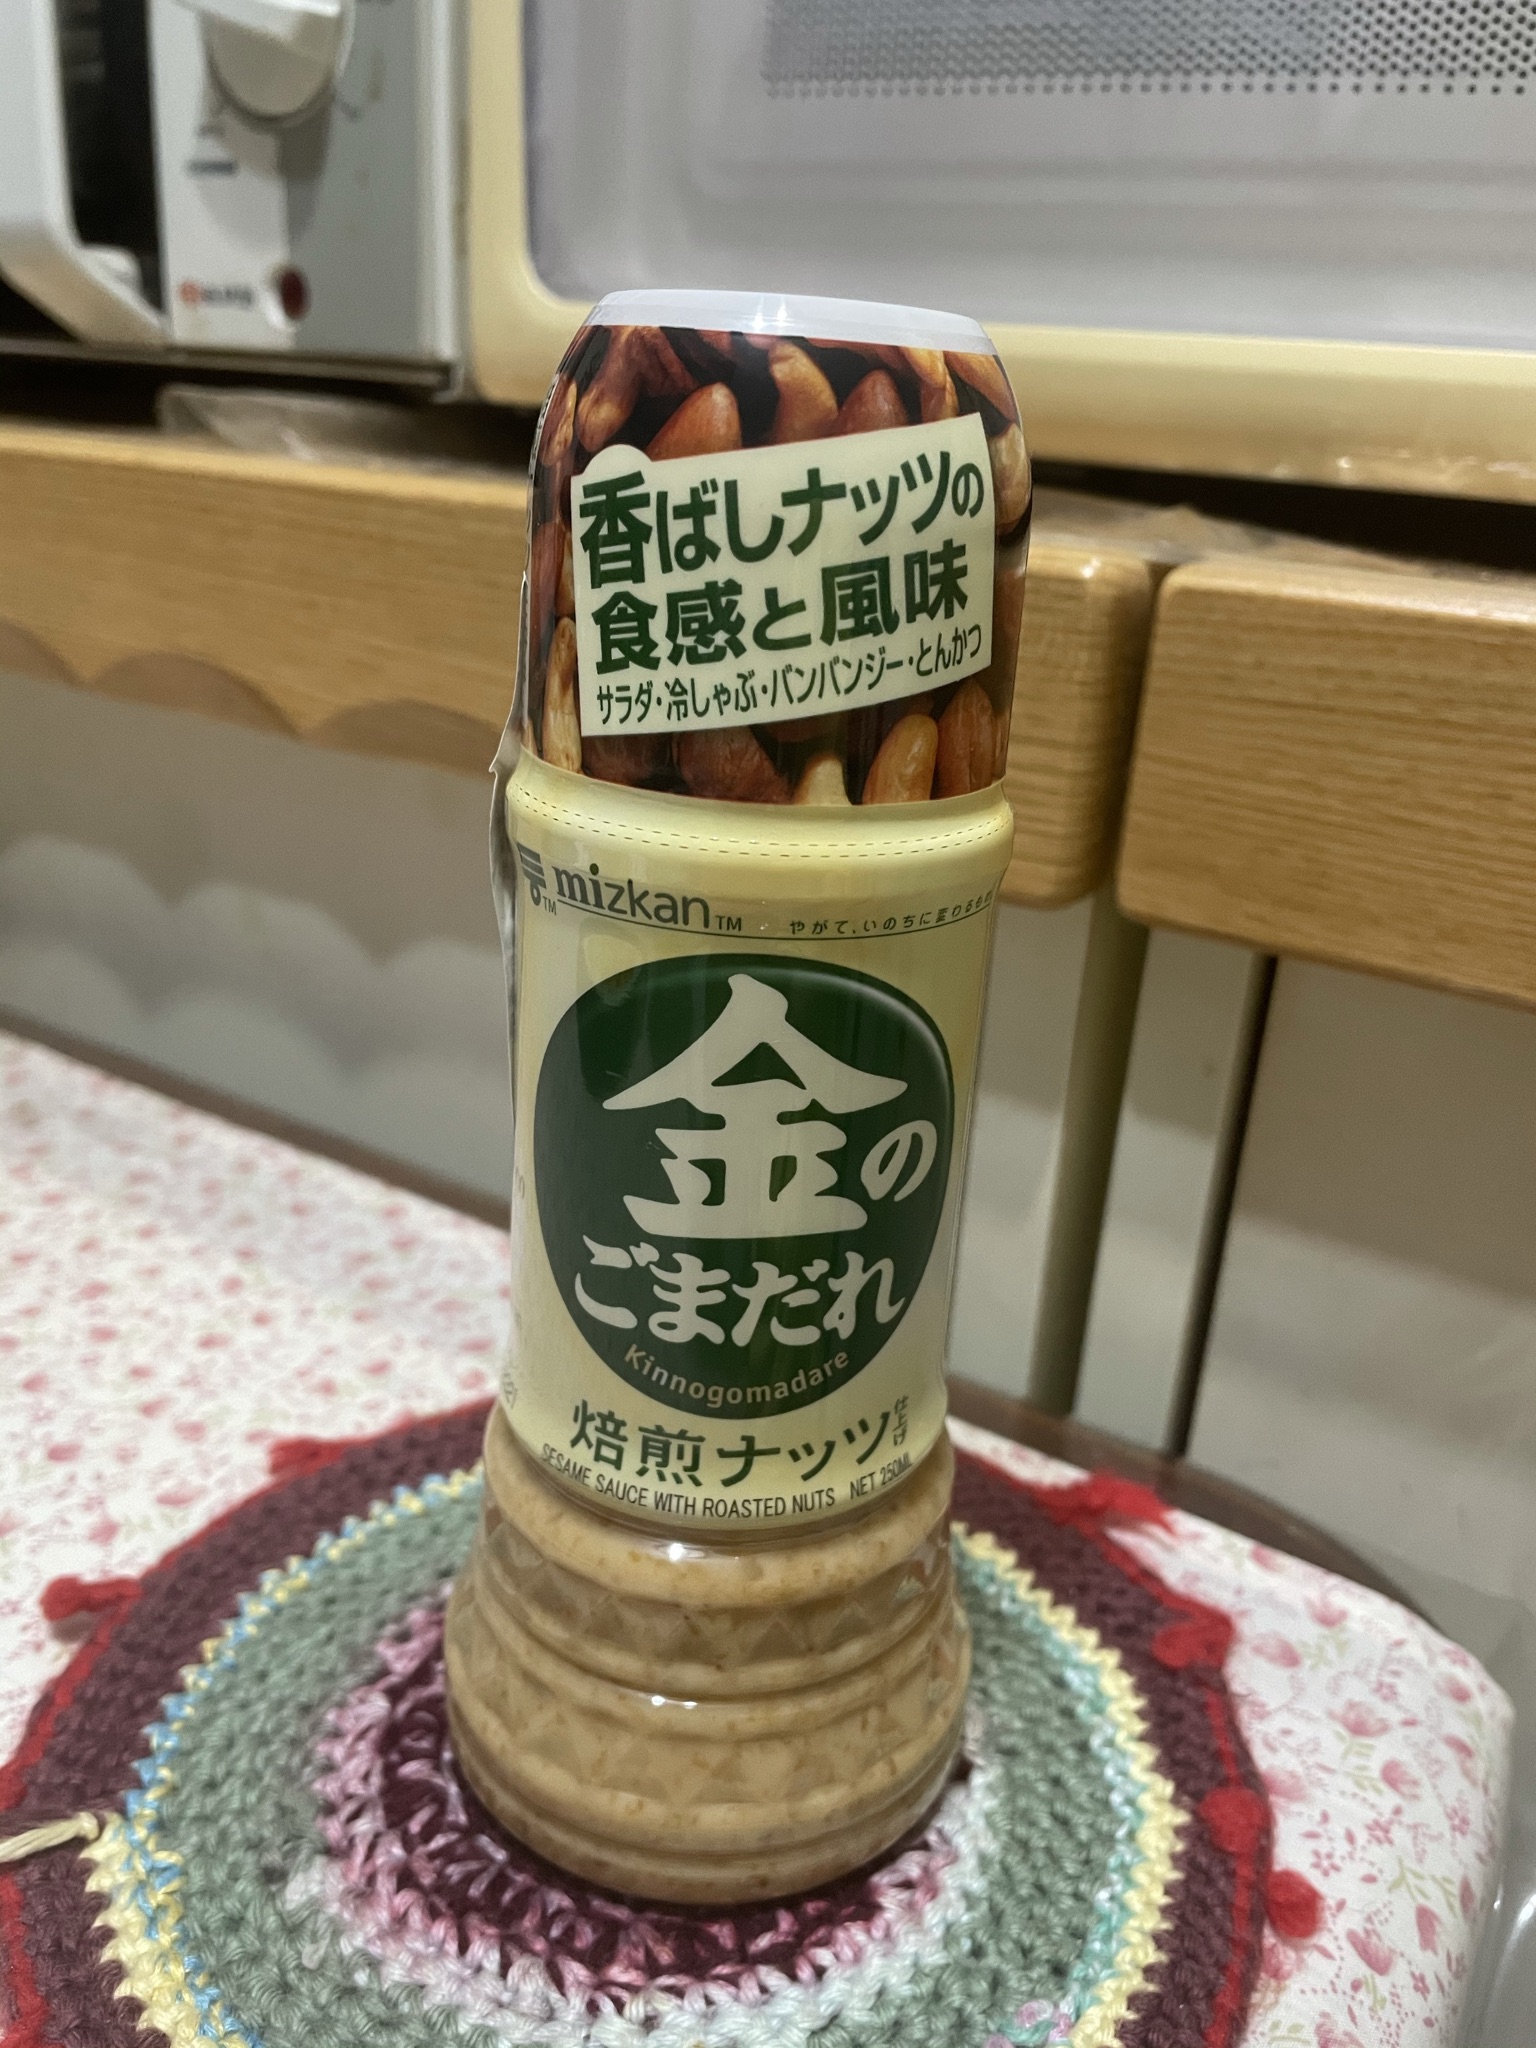 香ばしナッツの
食感と風味
サラダ・冷しゃぶ・バンバンジー・とんかつ
mizkan™
やがて、いのちに変わるもの
金の
ごまだれ
Kinnogomadare
焙煎ナッツ仕上げ
SESAME SAUCE WITH ROASTED NUTS NET 250ML